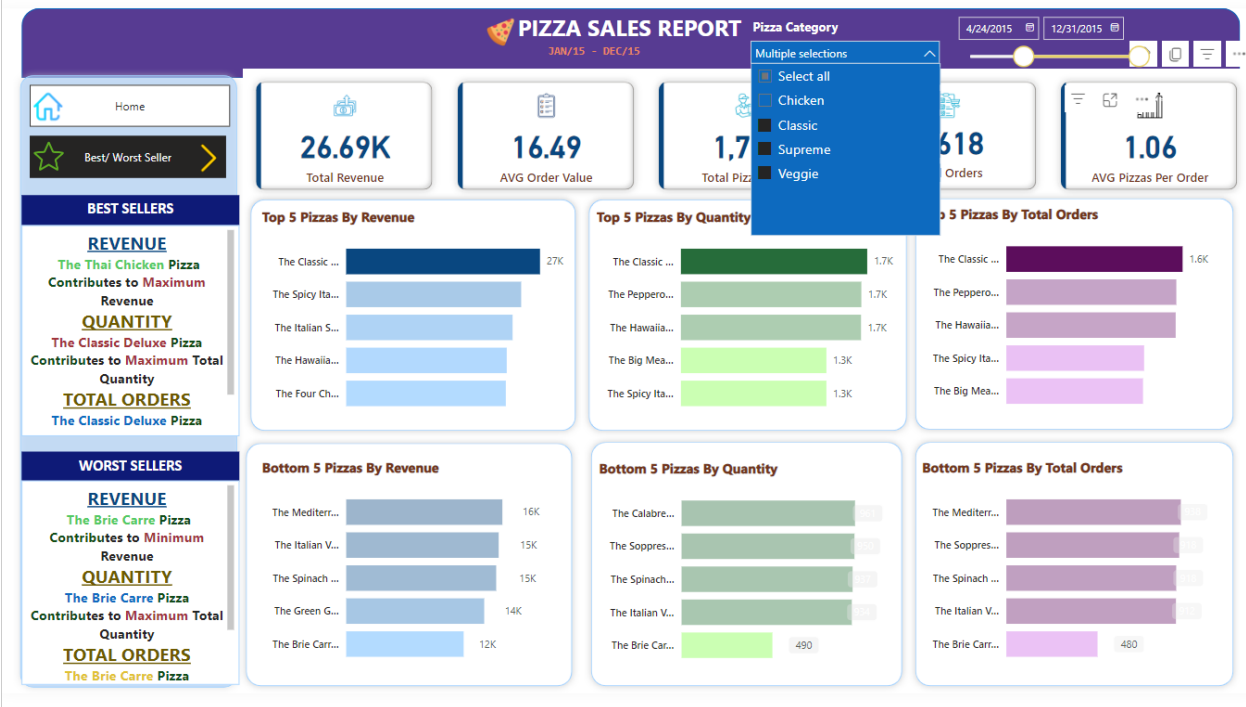 PIZZA SALES REPORT
JAN/15 - DEC/15
Pizza Category
4/24/2015
12/31/2015
Multiple selections
Select all
Chicken
Classic
Supreme
Veggie
Home
Best/ Worst Seller
26.69K
Total Revenue
16.49
AVG Order Value
1,7
Total Piz
618
Orders
1.06
AVG Pizzas Per Order
BEST SELLERS
REVENUE
The Thai Chicken Pizza
Contributes to Maximum
Revenue
QUANTITY
The Classic Deluxe Pizza
Contributes to Maximum Total
Quantity
TOTAL ORDERS
The Classic Deluxe Pizza
WORST SELLERS
REVENUE
The Brie Carre Pizza
Contributes to Minimum
Revenue
QUANTITY
The Brie Carre Pizza
Contributes to Maximum Total
Quantity
TOTAL ORDERS
The Brie Carre Pizza
Top 5 Pizzas By Revenue
The Classic ... 27K
The Spicy Ita...
The Italian S...
The Hawaiia...
The Four Ch...
Top 5 Pizzas By Quantity
The Classic ... 1.7K
The Peppero... 1.7K
The Hawaiia... 1.7K
The Big Mea... 1.3K
The Spicy Ita... 1.3K
p 5 Pizzas By Total Orders
The Classic ... 1.6K
The Peppero...
The Hawaiia...
The Spicy Ita...
The Big Mea...
Bottom 5 Pizzas By Revenue
The Mediterr... 16K
The Italian V... 15K
The Spinach ... 15K
The Green G... 14K
The Brie Carr... 12K
Bottom 5 Pizzas By Quantity
The Calabre...
The Soppres...
The Spinach...
The Italian V...
The Brie Car... 490
Bottom 5 Pizzas By Total Orders
The Mediterr...
The Soppres...
The Spinach ...
The Italian V...
The Brie Carr... 480